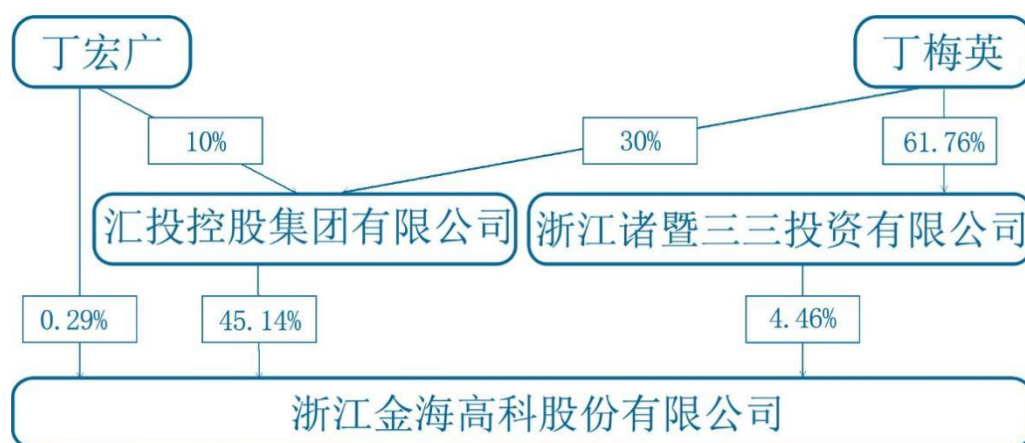 丁宏广
丁梅英
10%
30%
61.76%
汇投控股集团有限公司
浙江诸暨三三投资有限公司
0.29%
45.14%
4.46%
浙江金海高科股份有限公司